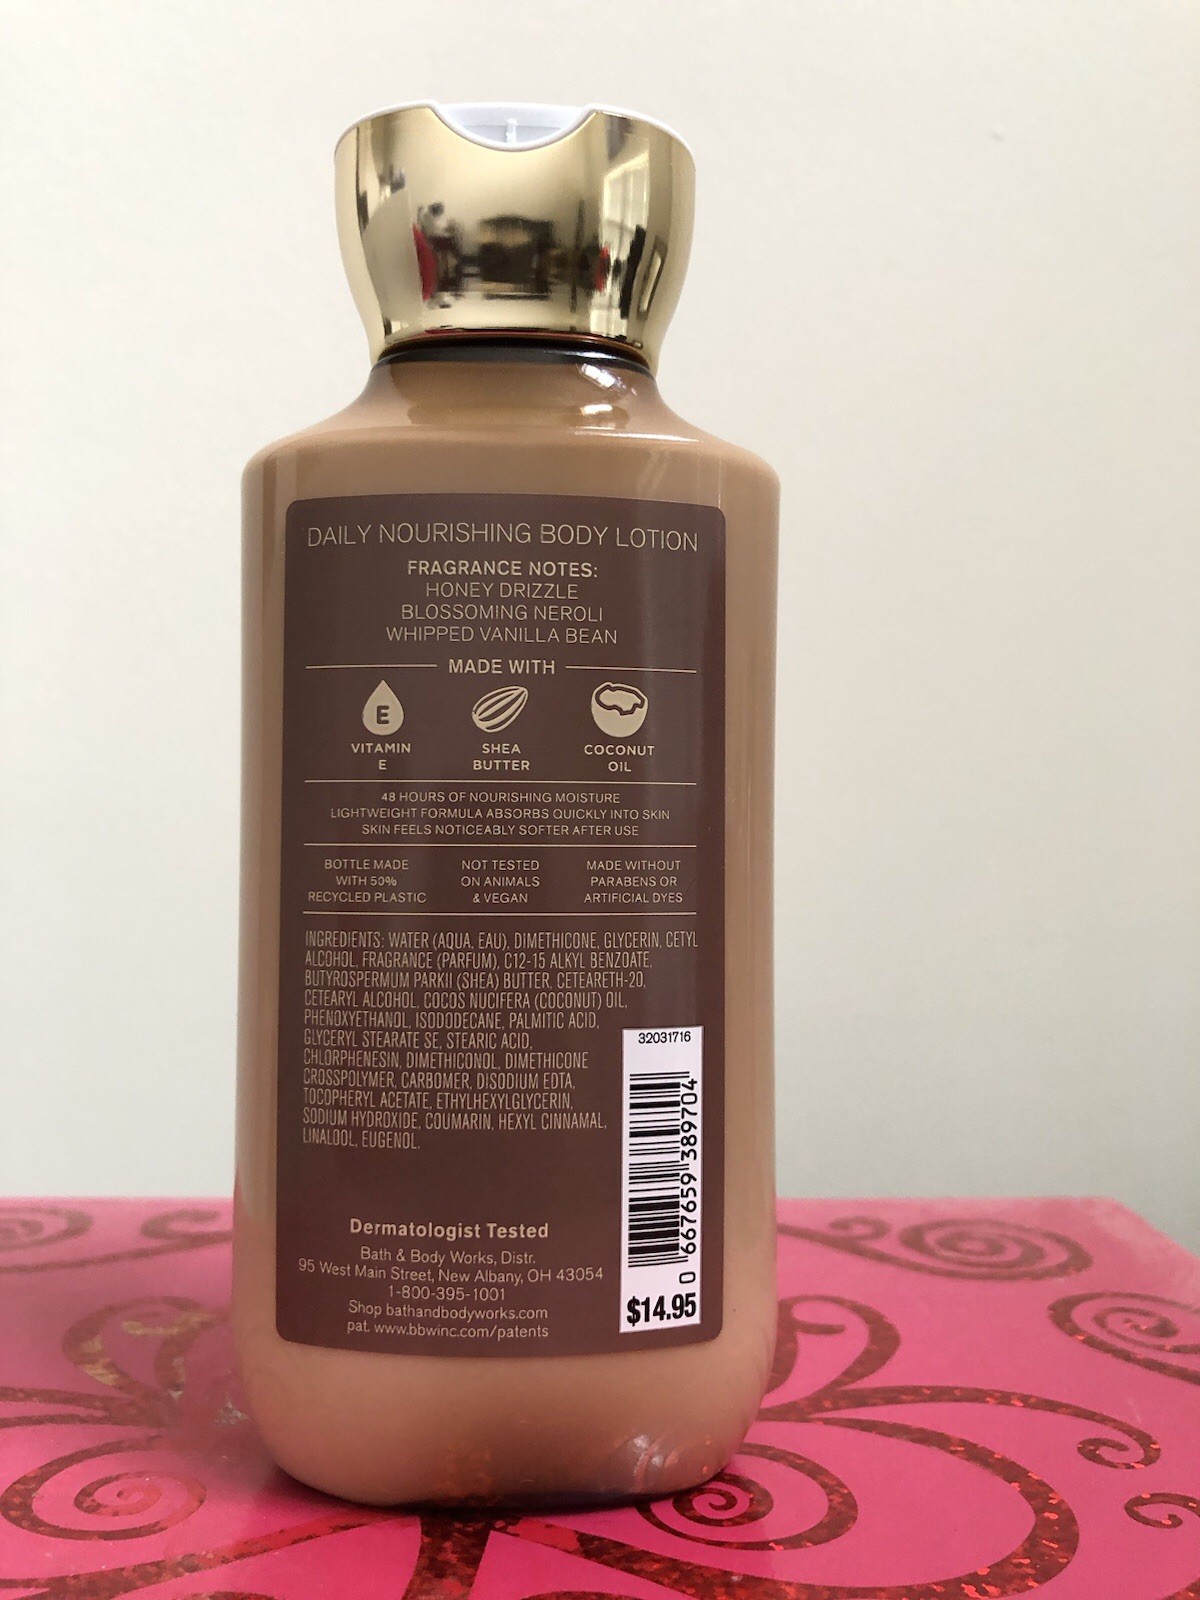 DAILY NOURISHING BODY LOTION
FRAGRANCE NOTES:
HONEY DRIZZLE
BLOSSOMING NEROLI
WHIPPED VANILLA BEAN
MADE WITH
E
VITAMIN
E
SHEA
BUTTER
COCONUT
OIL
48 HOURS OF NOURISHING MOISTURE
LIGHTWEIGHT FORMULA ABSORBS QUICKLY INTO SKIN
SKIN FEELS NOTICEABLY SOFTER AFTER USE
BOTTLE MADE
WITH 50%
RECYCLED PLASTIC
NOT TESTED
ON ANIMALS
& VEGAN
MADE WITHOUT
PARABENS OR
ARTIFICIAL DYES
INGREDIENTS: WATER (AQUA, EAU), DIMETHICONE, GLYCERIN, CETYL
ALCOHOL, FRAGRANCE (PARFUM), C12-15 ALKYL BENZOATE,
BUTYROSPERMUM PARKII (SHEA) BUTTER, CETEARETH-20,
CETEARYL ALCOHOL, COCOS NUCIFERA (COCONUT) OIL,
PHENOXYETHANOL, ISODODECANE, PALMITIC ACID,
GLYCERYL STEARATE SE, STEARIC ACID,
CHLORPHENESIN, DIMETHICONOL, DIMETHICONE
CROSSPOLYMER, CARBOMER, DISODIUM EDTA,
TOCOPHERYL ACETATE, ETHYLHEXYLGLYCERIN,
SODIUM HYDROXIDE, COUMARIN, HEXYL CINNAMAL,
LINALOOL, EUGENOL.
32031716
0 667659 389704
$14.95
Dermatologist Tested
Bath & Body Works, Distr.
95 West Main Street, New Albany, OH 43054
1-800-395-1001
Shop bathandbodyworks.com
pat. www.bbwinc.com/patents